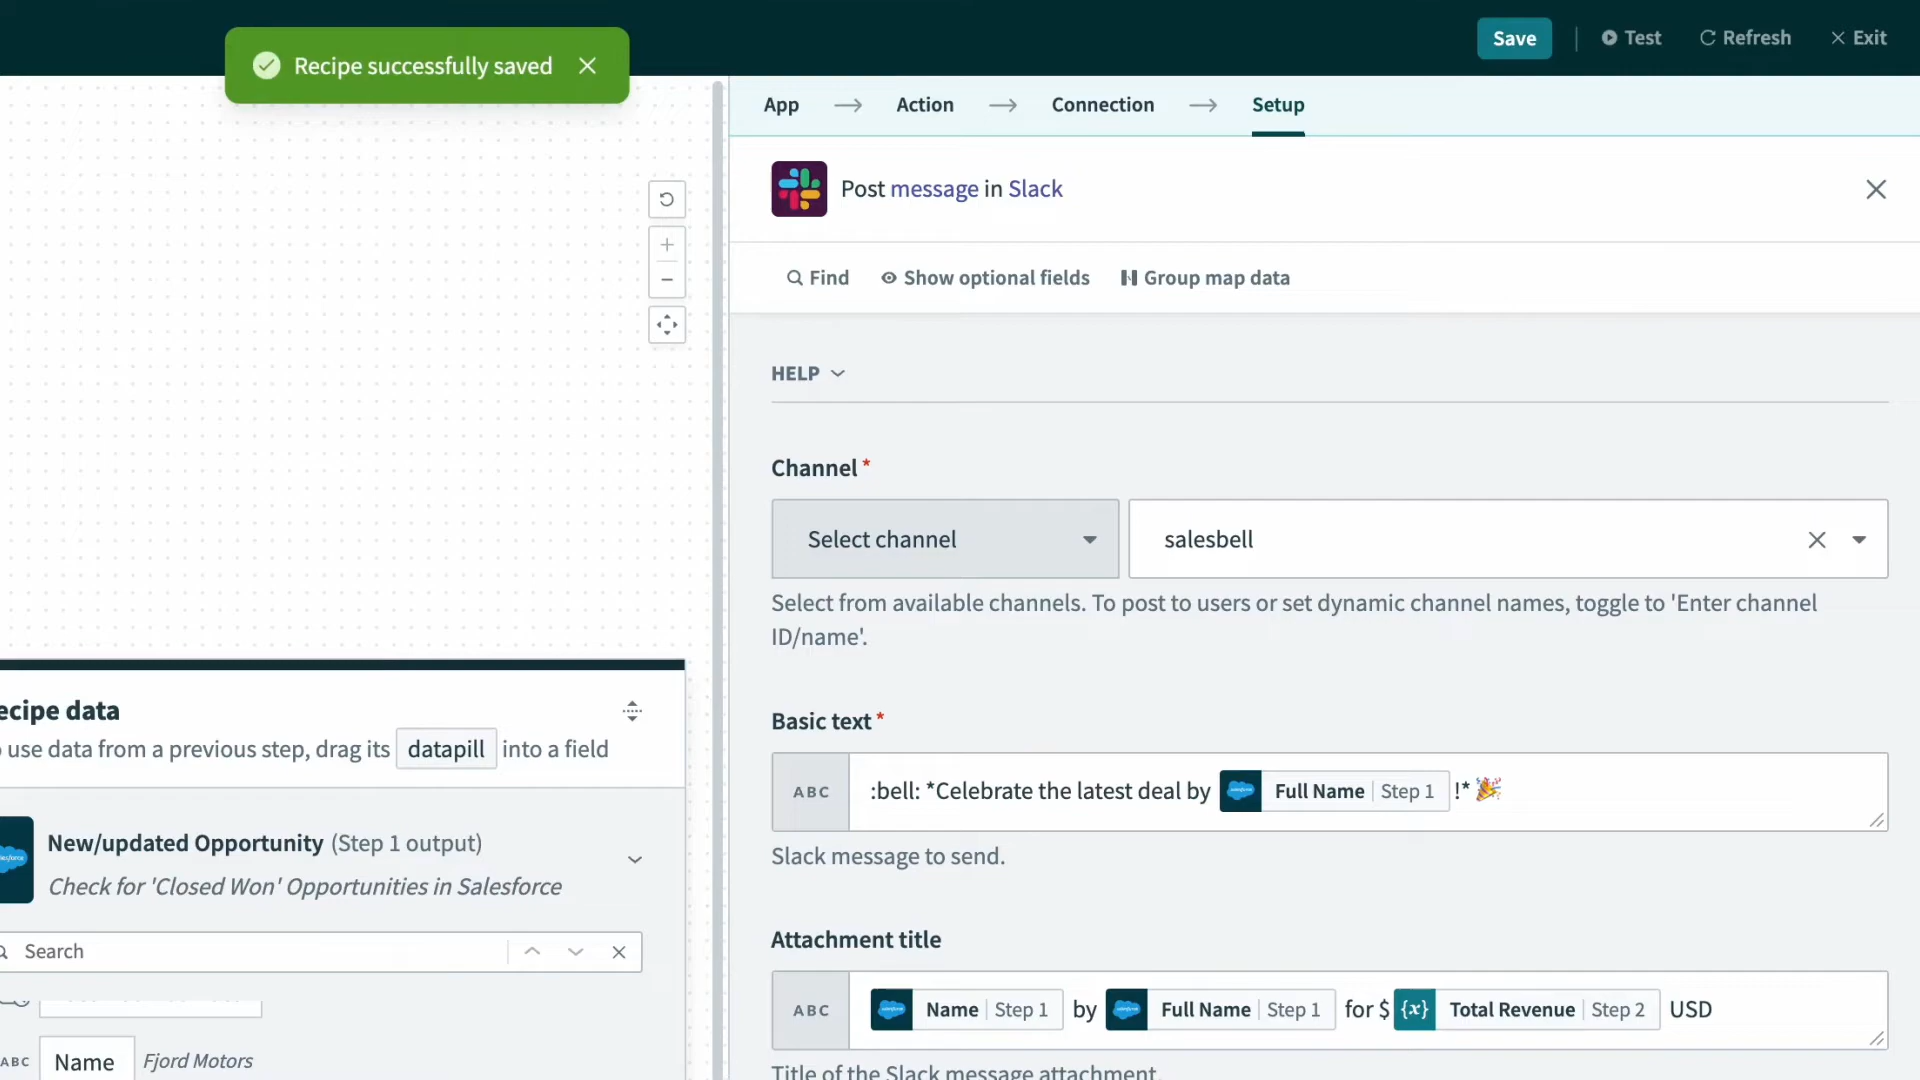 Recipe successfully saved
Save
Test
Refresh
Exit
App
Action
Connection
Setup
Post message in Slack
Find
Show optional fields
Group map data
HELP
Channel *
Select channel
salesbell
Select from available channels. To post to users or set dynamic channel names, toggle to 'Enter channel
ID/name'.
Basic text *
ABC
:bell: *Celebrate the latest deal by Full Name | Step 1 !* 🎉
Slack message to send.
Attachment title
ABC
Name | Step 1 by Full Name | Step 1 for $ {x} Total Revenue | Step 2 USD
Title of the Slack message attachment.
ecipe data
use data from a previous step, drag its datapill into a field
New/updated Opportunity (Step 1 output)
Check for 'Closed Won' Opportunities in Salesforce
Search
ABC
Name
Fjord Motors